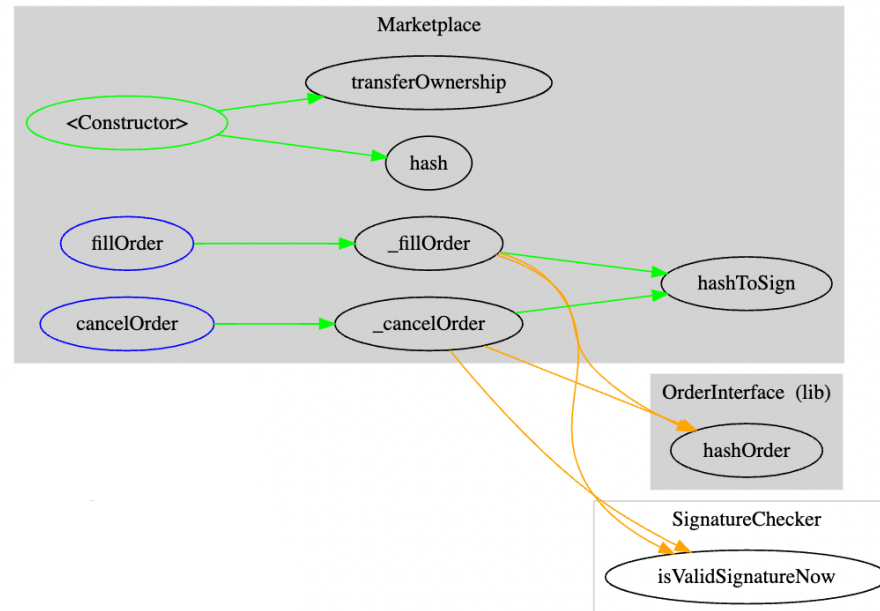 Marketplace
transferOwnership
<Constructor>
hash
fillOrder
_fillOrder
hashToSign
cancelOrder
_cancelOrder
OrderInterface (lib)
hashOrder
SignatureChecker
isValidSignatureNow